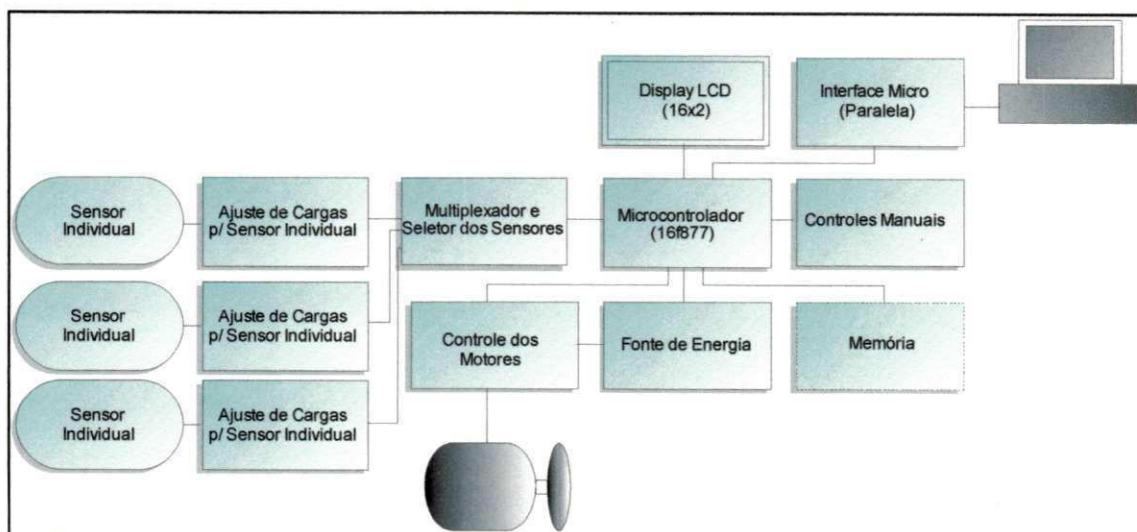 Display LCD
(16x2)
Interface Micro
(Paralela)
Sensor
Individual
Ajuste de Cargas
p/ Sensor Individual
Multiplexador e
Seletor dos Sensores
Microcontrolador
(16f877)
Controles Manuais
Sensor
Individual
Ajuste de Cargas
p/ Sensor Individual
Controle dos
Motores
Fonte de Energia
Memória
Sensor
Individual
Ajuste de Cargas
p/ Sensor Individual